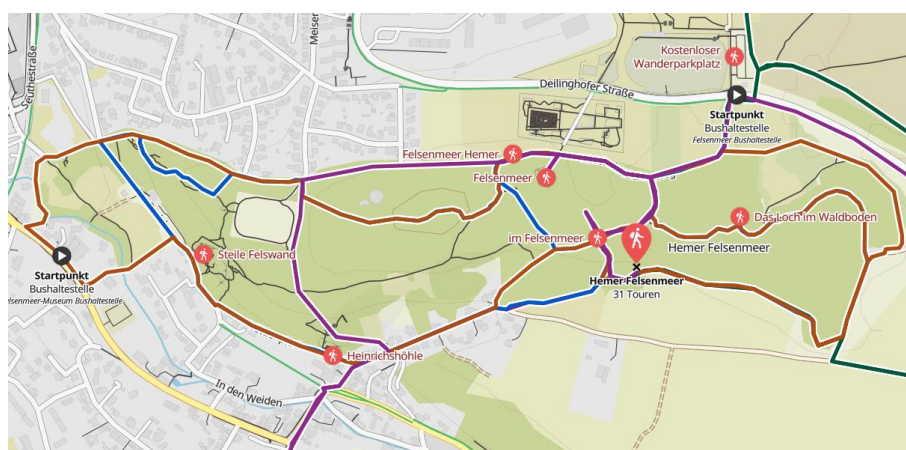 Meisen
Kostenloser
Wanderparkplatz
Deilinghofer Straße
Startpunkt
Bushaltestelle
Felsenmeer Bushaltestelle
Felsenmeer Hemer
Felsenmeer
Das Loch im Waldboden
im Felsenmeer
Hemer Felsenmeer
Steile Felswand
Hemer Felsenmeer
31 Touren
Startpunkt
Bushaltestelle
elsenmeer-Museum Bushaltestelle
Heinrichshöhle
In den Weiden